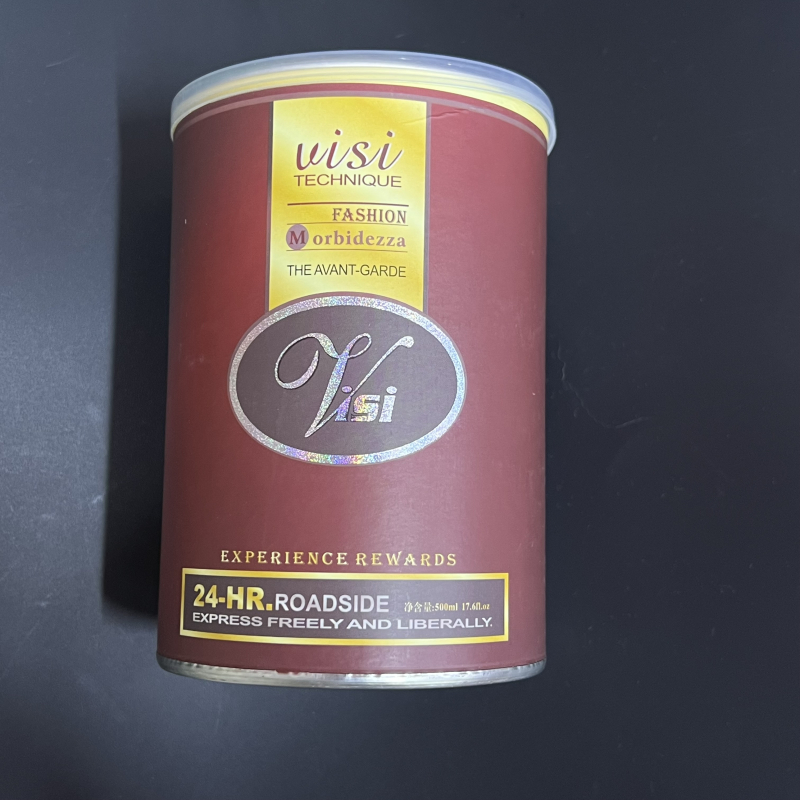 visi
TECHNIQUE
FASHION
Morbidezza
THE AVANT-GARDE
Visi
EXPERIENCE REWARDS
24-HR.ROADSIDE 净含量:500ml 17.6fl.oz
EXPRESS FREELY AND LIBERALLY.